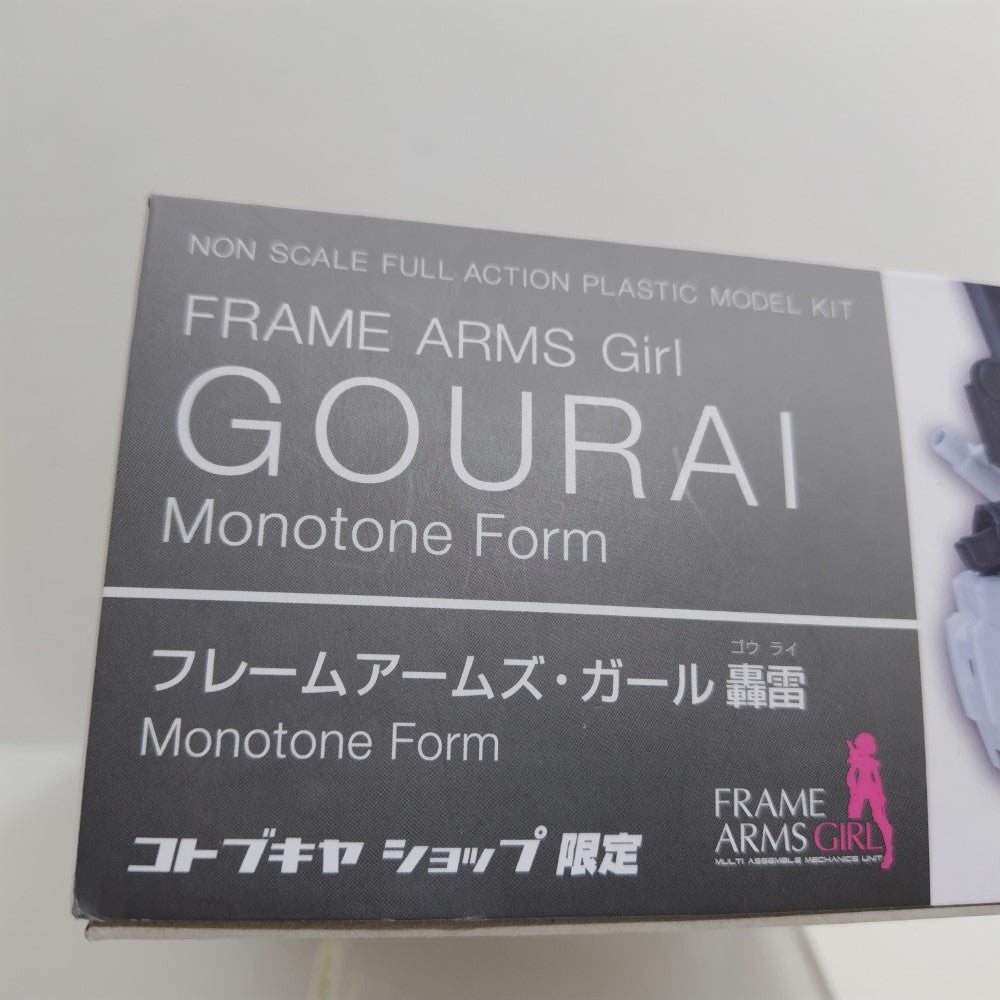 NON SCALE FULL ACTION PLASTIC MODEL KIT
FRAME ARMS Girl
GOURAI
Monotone Form
ゴウ ライ
フレームアームズ・ガール 轟雷
Monotone Form
コトブキヤ ショップ 限定
FRAME
ARMS GIRL
MULTI ASSEMBLE MECHANICS UNIT